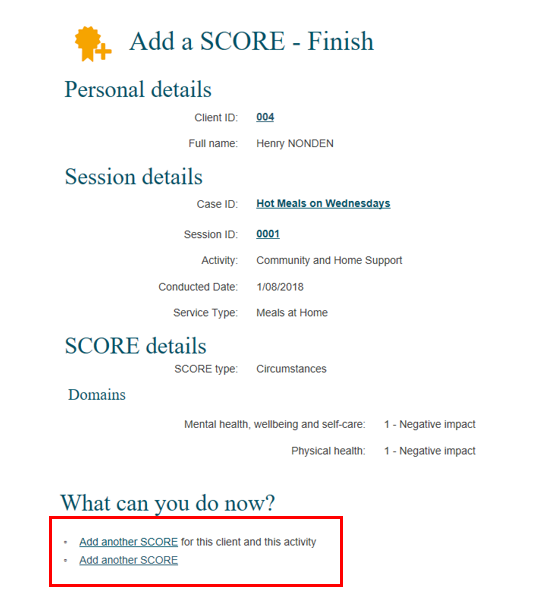 Add a SCORE - Finish
Personal details
Client ID: 004
Full name: Henry NONDEN
Session details
Case ID: Hot Meals on Wednesdays
Session ID: 0001
Activity: Community and Home Support
Conducted Date: 1/08/2018
Service Type: Meals at Home
SCORE details
SCORE type: Circumstances
Domains
Mental health, wellbeing and self-care: 1 - Negative impact
Physical health: 1 - Negative impact
What can you do now?
Add another SCORE for this client and this activity
Add another SCORE